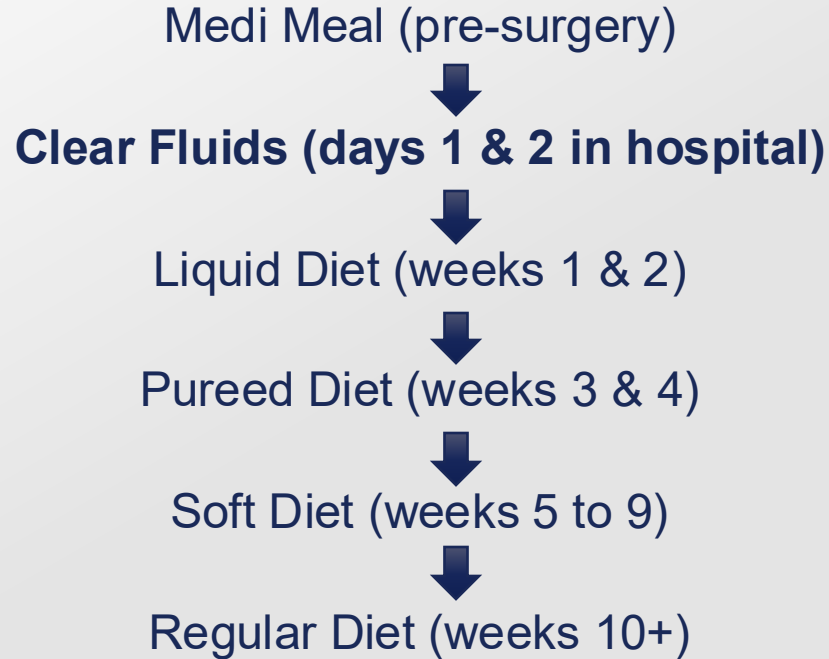 Medi Meal (pre-surgery)
Clear Fluids (days 1 & 2 in hospital)
Liquid Diet (weeks 1 & 2)
Pureed Diet (weeks 3 & 4)
Soft Diet (weeks 5 to 9)
Regular Diet (weeks 10+)